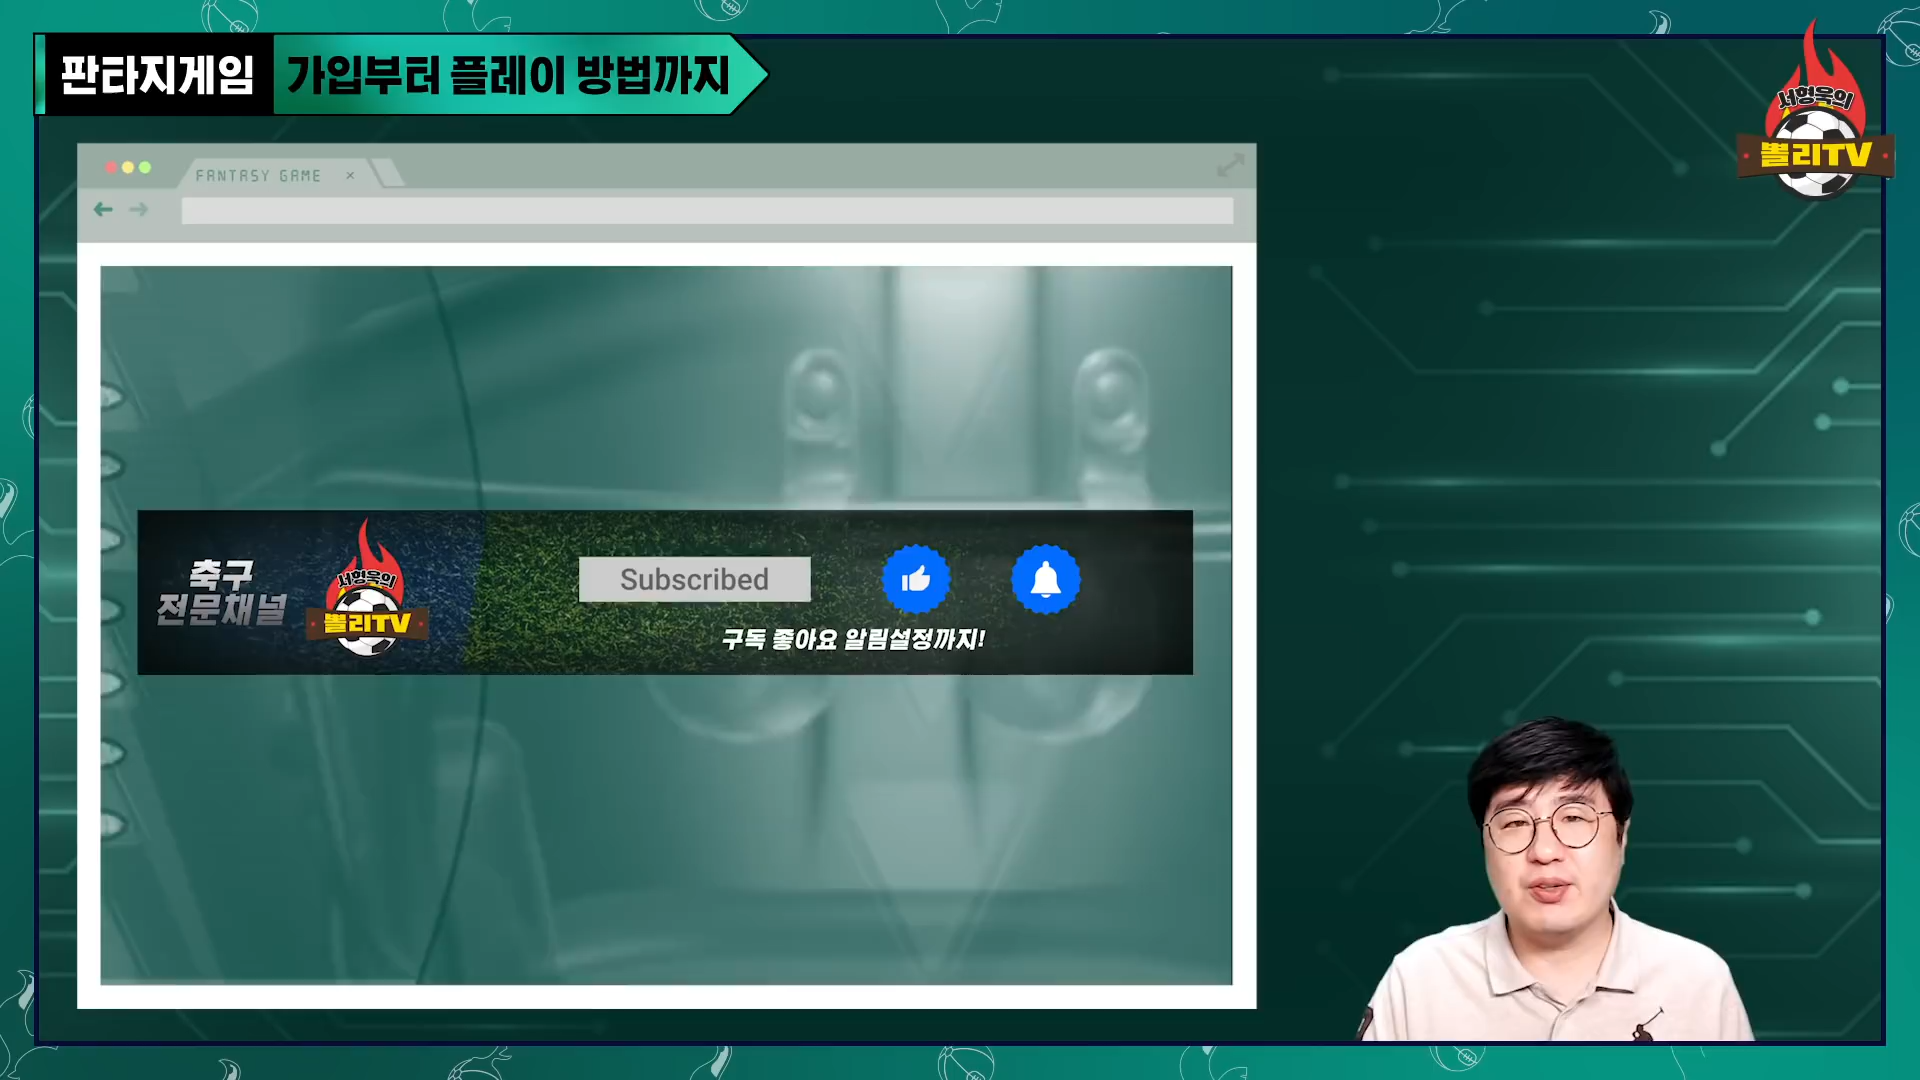 판타지게임 가입부터 플레이 방법까지
서형욱의
뽈리TV
FANTASY GAME ×
축구
전문채널
서형욱의
뽈리TV
Subscribed
구독 좋아요 알림설정까지!